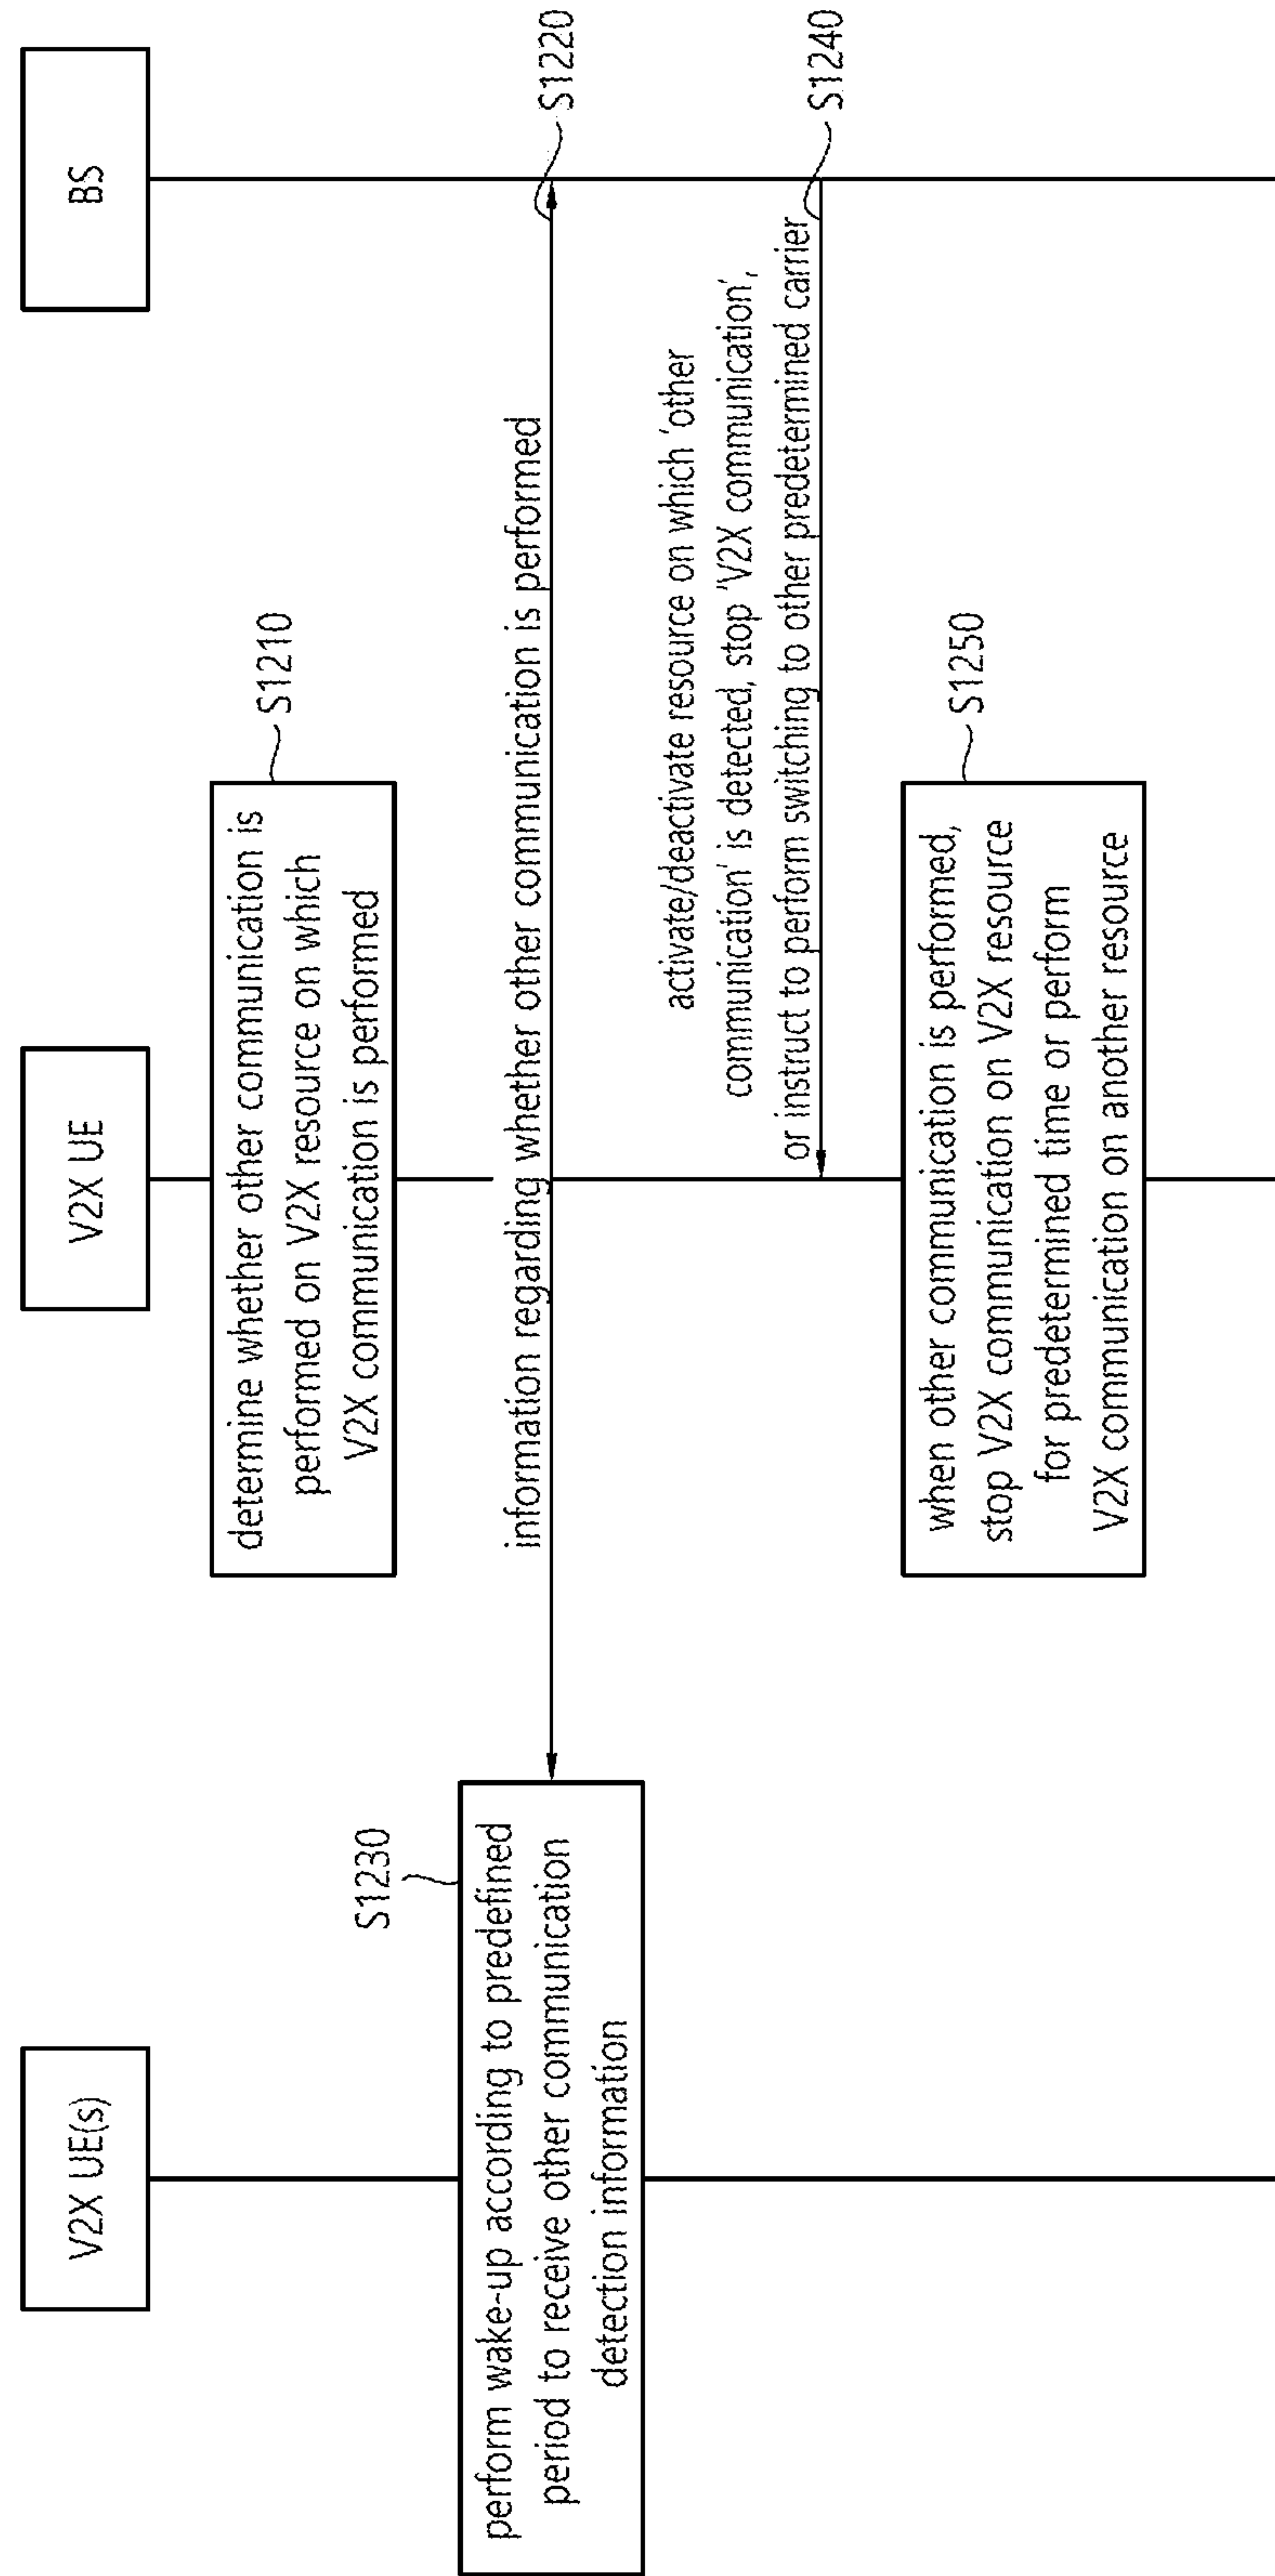 V2X UE(s)
V2X UE
BS
determine whether other communication is
performed on V2X resource on which
V2X communication is performed
S1210
S1230
perform wake-up according to predefined
period to receive other communication
detection information
information regarding whether other communication is performed
S1220
activate/deactivate resource on which 'other
communication' is detected, stop 'V2X communication',
or instruct to perform switching to other predetermined carrier
S1240
when other communication is performed,
stop V2X communication on V2X resource
for predetermined time or perform
V2X communication on another resource
S1250